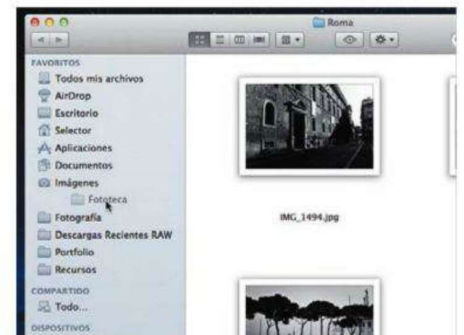 Roma
FAVORITOS
Todos mis archivos
AirDrop
Escritorio
Selector
Aplicaciones
Documentos
Imágenes
Fototeca
Fotografía
Descargas Recientes RAW
Portfolio
Recursos
COMPARTIDO
Todo...
DISPOSITIVOS
IMG_1494.jpg